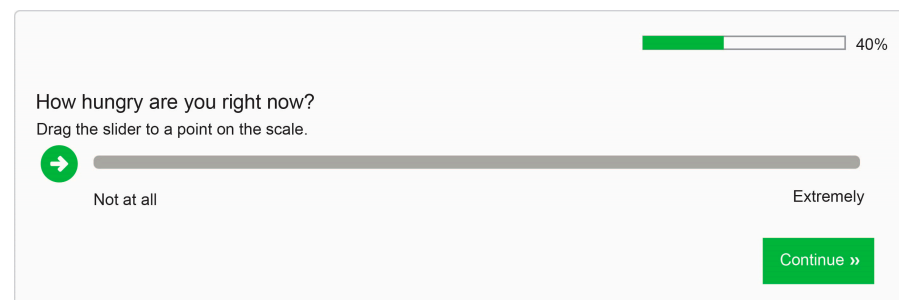 40%
How hungry are you right now?
Drag the slider to a point on the scale.
Not at all
Extremely
Continue »